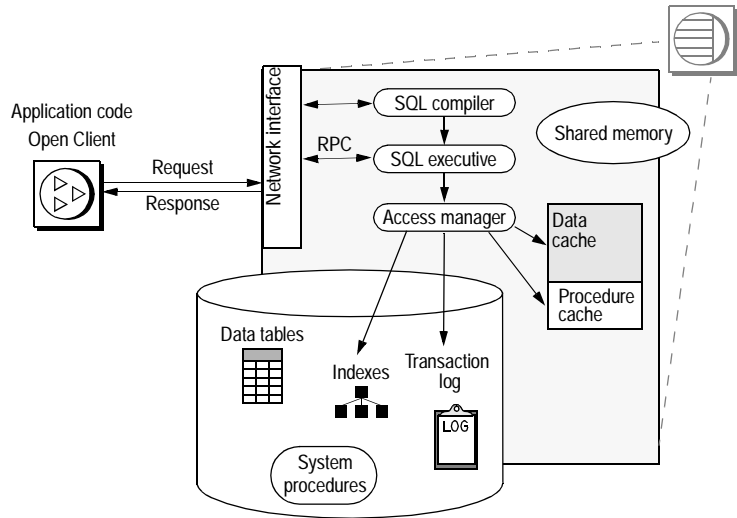 Application code
Open Client
Request
Response
Network interface
RPC
SQL compiler
SQL executive
Access manager
Shared memory
Data
cache
Procedure
cache
Data tables
Indexes
Transaction
log
LOG
System
procedures